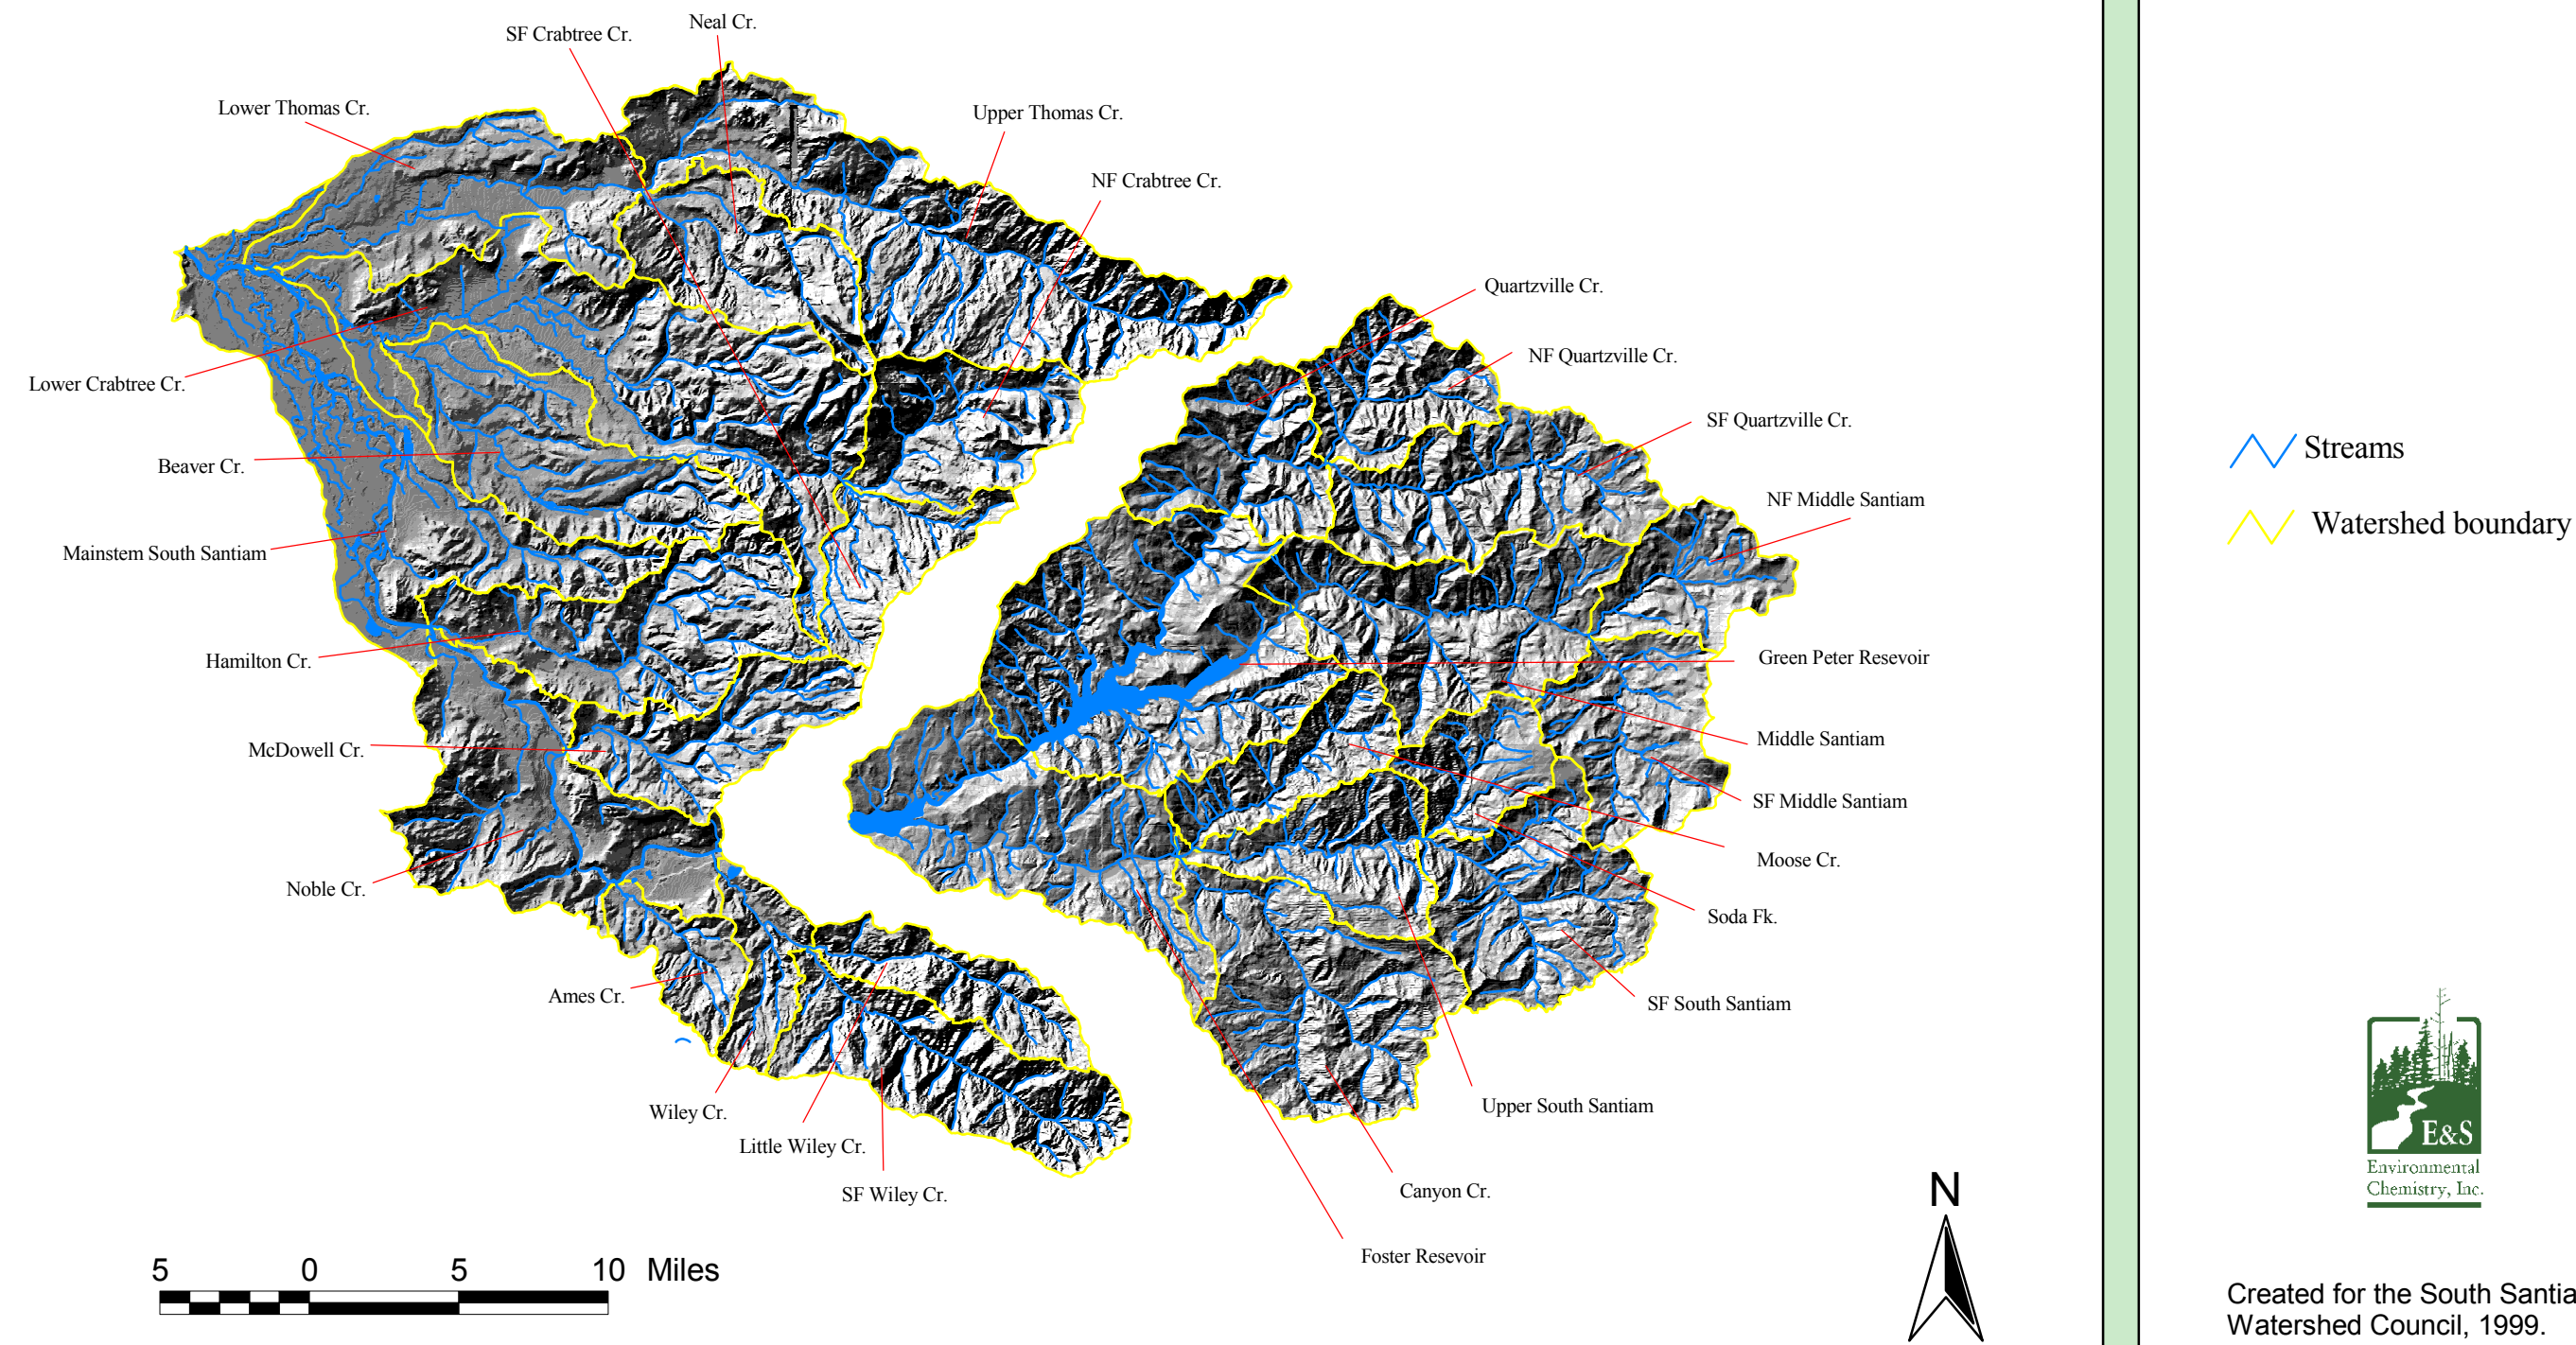 Neal Cr.
SF Crabtree Cr.
Lower Thomas Cr.
Upper Thomas Cr.
NF Crabtree Cr.
Quartzville Cr.
NF Quartzville Cr.
Lower Crabtree Cr.
SF Quartzville Cr.
Beaver Cr.
NF Middle Santiam
Mainstem South Santiam
Hamilton Cr.
Green Peter Resevoir
McDowell Cr.
Middle Santiam
SF Middle Santiam
Moose Cr.
Noble Cr.
Soda Fk.
Ames Cr.
SF South Santiam
Wiley Cr.
Upper South Santiam
Little Wiley Cr.
SF Wiley Cr.
Canyon Cr.
Foster Resevoir
5 0 5 10 Miles
N
Streams
Watershed boundary
E&S
Environmental
Chemistry, Inc.
Created for the South Santia
Watershed Council, 1999.